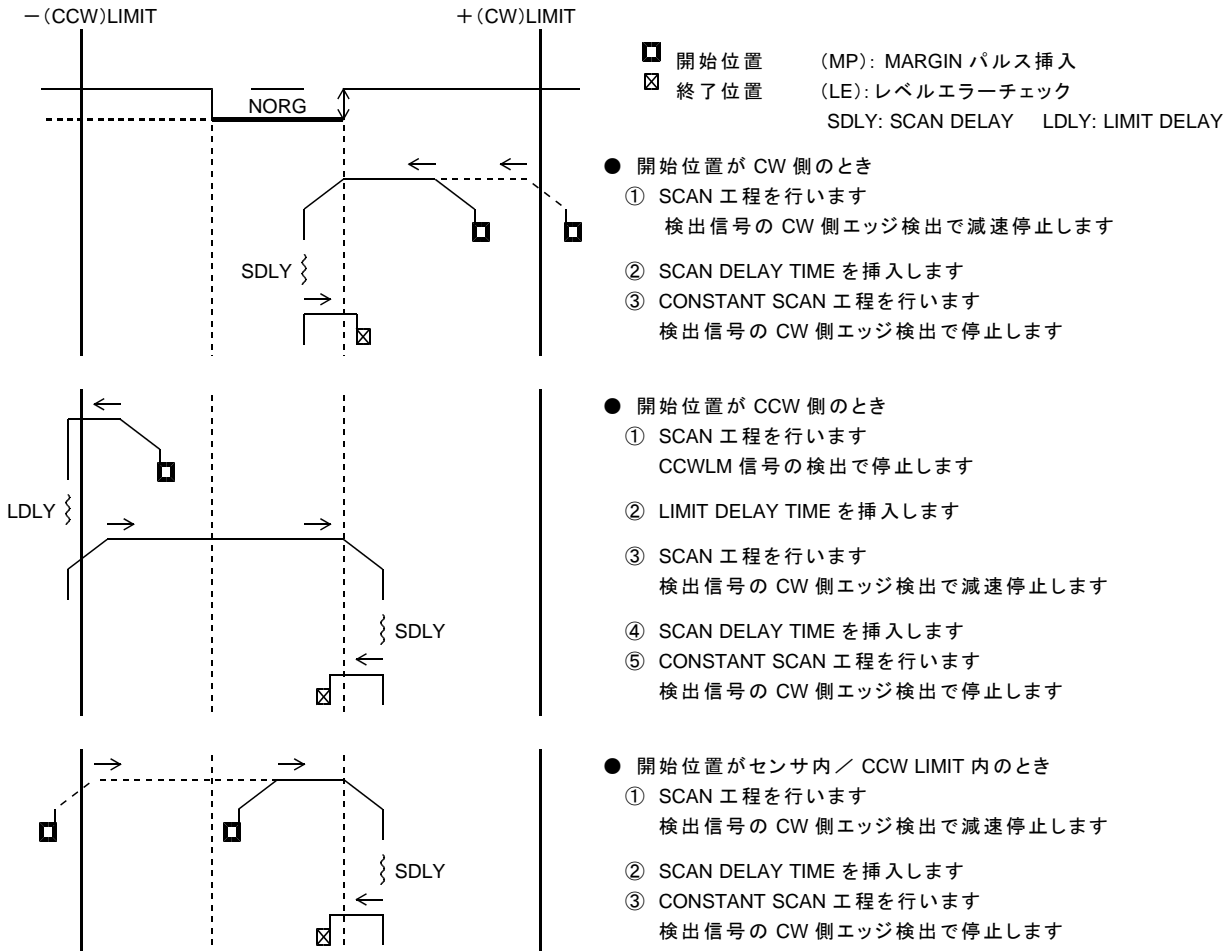 －(CCW)LIMIT
＋(CW)LIMIT
NORG
SDLY
開始位置 (MP): MARGIN パルス挿入
終了位置 (LE):レベルエラーチェック
SDLY: SCAN DELAY LDLY: LIMIT DELAY
● 開始位置が CW 側のとき
① SCAN 工程を行います
検出信号の CW 側エッジ検出で減速停止します
② SCAN DELAY TIME を挿入します
③ CONSTANT SCAN 工程を行います
検出信号の CW 側エッジ検出で停止します
LDLY
SDLY
● 開始位置が CCW 側のとき
① SCAN 工程を行います
CCWLM 信号の検出で停止します
② LIMIT DELAY TIME を挿入します
③ SCAN 工程を行います
検出信号の CW 側エッジ検出で減速停止します
④ SCAN DELAY TIME を挿入します
⑤ CONSTANT SCAN 工程を行います
検出信号の CW 側エッジ検出で停止します
SDLY
● 開始位置がセンサ内／ CCW LIMIT 内のとき
① SCAN 工程を行います
検出信号の CW 側エッジ検出で減速停止します
② SCAN DELAY TIME を挿入します
③ CONSTANT SCAN 工程を行います
検出信号の CW 側エッジ検出で停止します